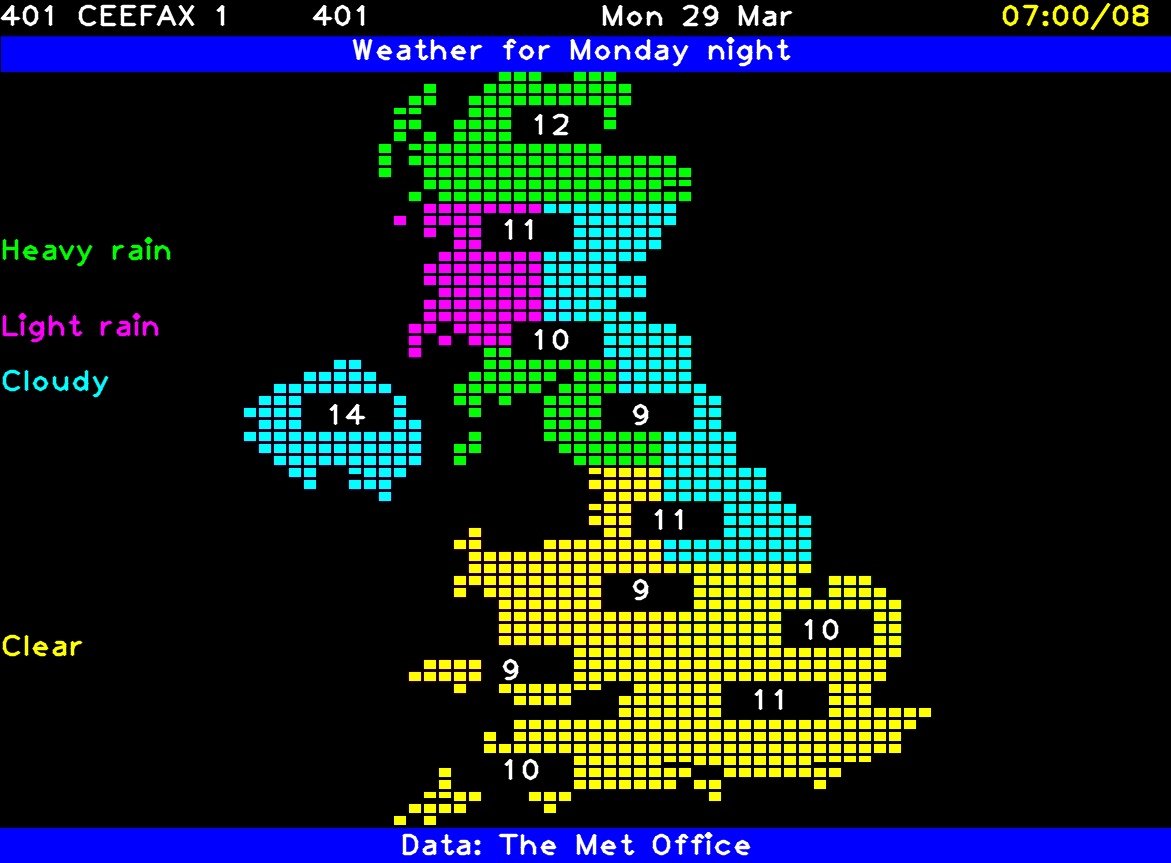 401 CEEFAX 1 401 Mon 29 Mar 07:00/08
Weather for Monday night
12
11
Heavy rain
Light rain
10
Cloudy
14
9
11
9
10
Clear
9
11
10
Data: The Met Office